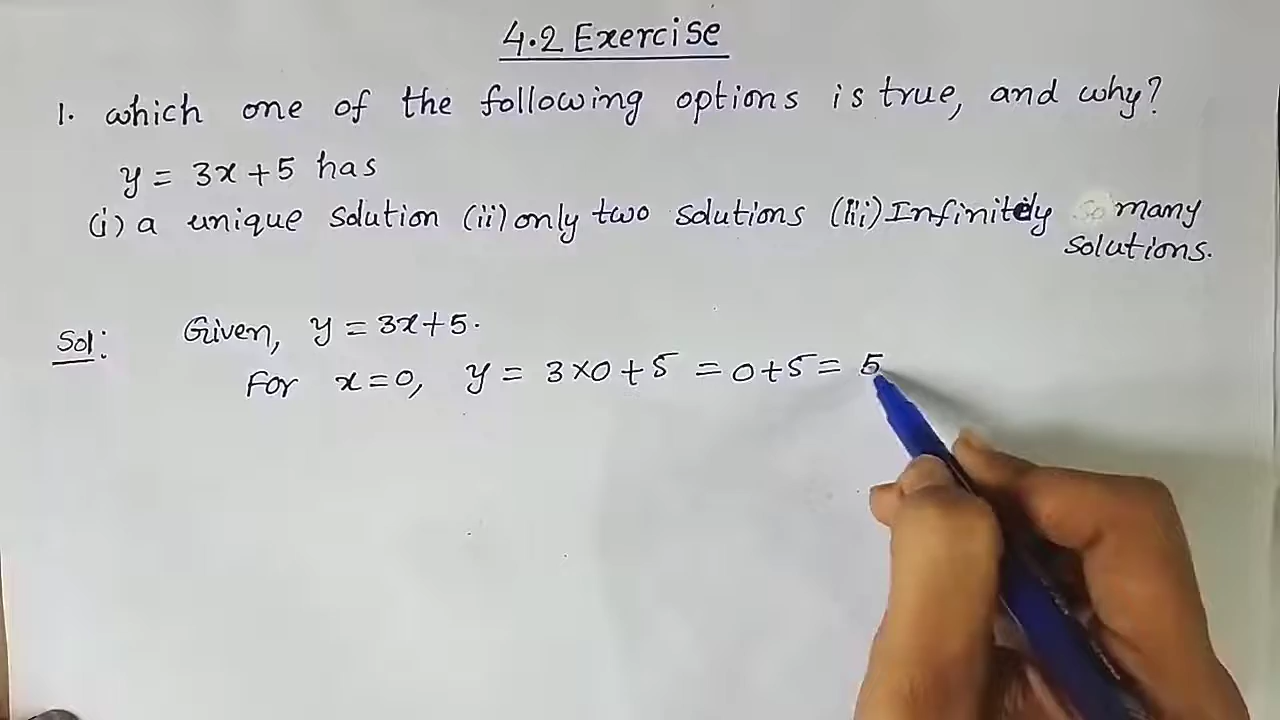 4.2 Exercise
1. which one of the following options is true, and why?
y = 3x + 5 has
(i) a unique solution (ii) only two solutions (iii) Infinitely many
solutions.
Sol: Given, y = 3x+5.
For x=0, y = 3×0+5 = 0+5= 5